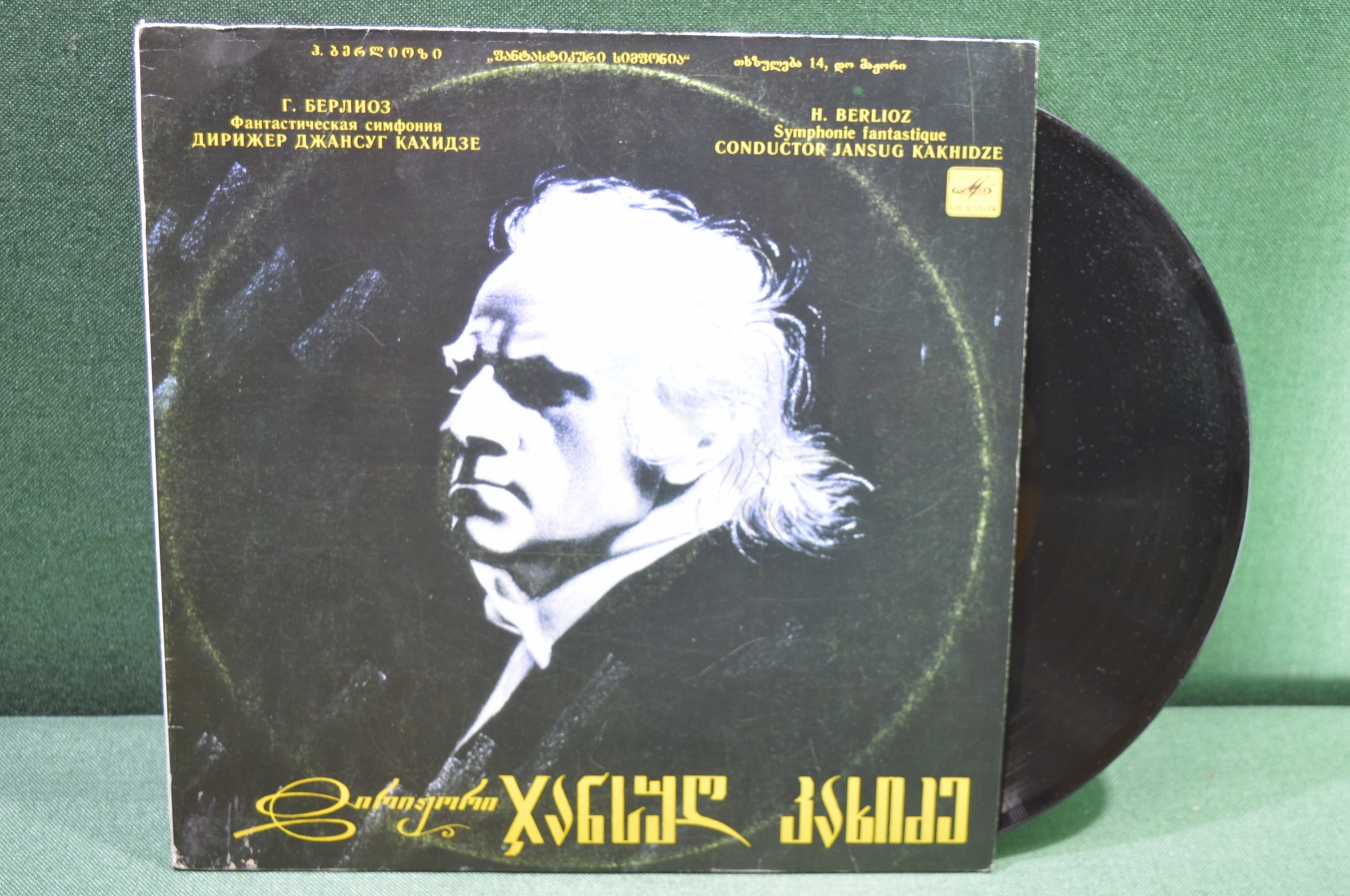 ჰ. ბერლიოზი „ფანტასტიკური სიმფონია“ თხზულება 14, დო მაჟორი
Г. БЕРЛИОЗ
Фантастическая симфония
ДИРИЖЕР ДЖАНСУГ КАХИДЗЕ
H. BERLIOZ
Symphonie fantastique
CONDUCTOR JANSUG KAKHIDZE
დირიჟორი ჯანსუღ კახიძე